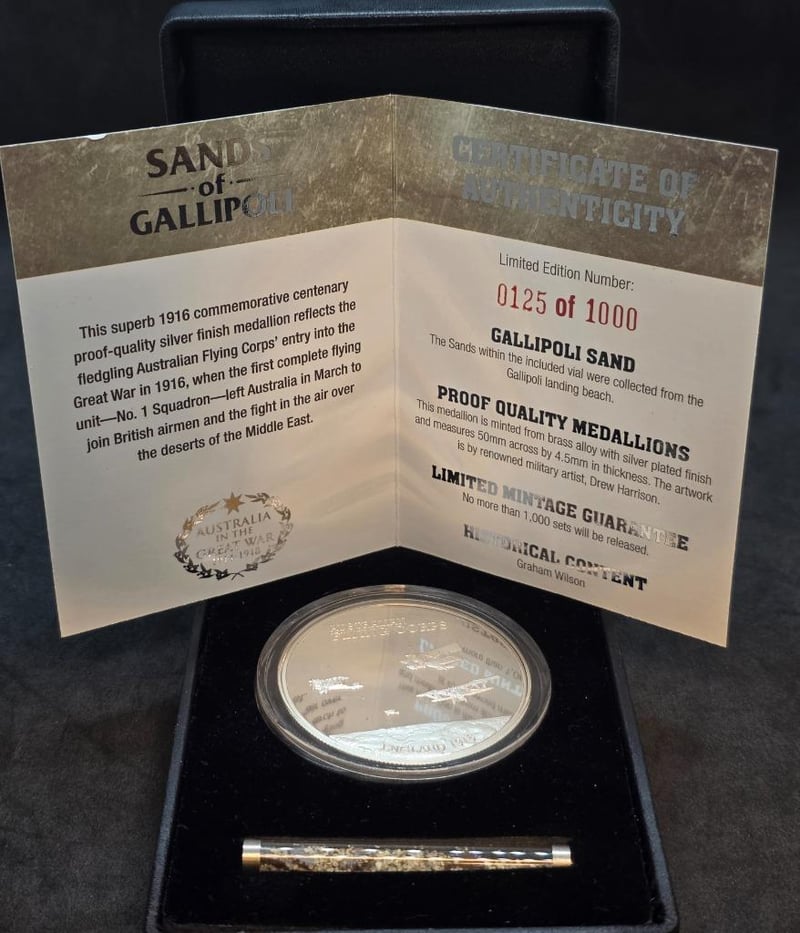 SANDS
of
GALLIPOLI
This superb 1916 commemorative centenary
proof-quality silver finish medallion reflects the
fledgling Australian Flying Corps' entry into the
Great War in 1916, when the first complete flying
unit—No. 1 Squadron—left Australia in March to
join British airmen and the fight in the air over
the deserts of the Middle East.
AUSTRALIA
IN THE
GREAT WAR
CERTIFICATE OF
AUTHENTICITY
Limited Edition Number:
0125 of 1000
GALLIPOLI SAND
The Sands within the included vial were collected from the
Gallipoli landing beach.
PROOF QUALITY MEDALLIONS
This medallion is minted from brass alloy with silver plated finish
and measures 50mm across by 4.5mm in thickness. The artwork
is by renowned military artist, Drew Harrison.
LIMITED MINTAGE GUARANTEE
No more than 1,000 sets will be released.
HISTORICAL CONTENT
Graham Wilson
AUSTRALIAN
FLYING CORPS